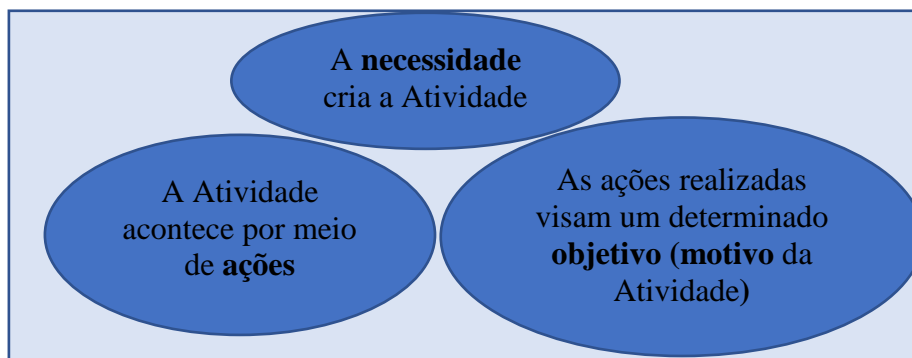 A necessidade
cria a Atividade
A Atividade
acontece por meio
de ações
As ações realizadas
visam um determinado
objetivo (motivo da
Atividade)